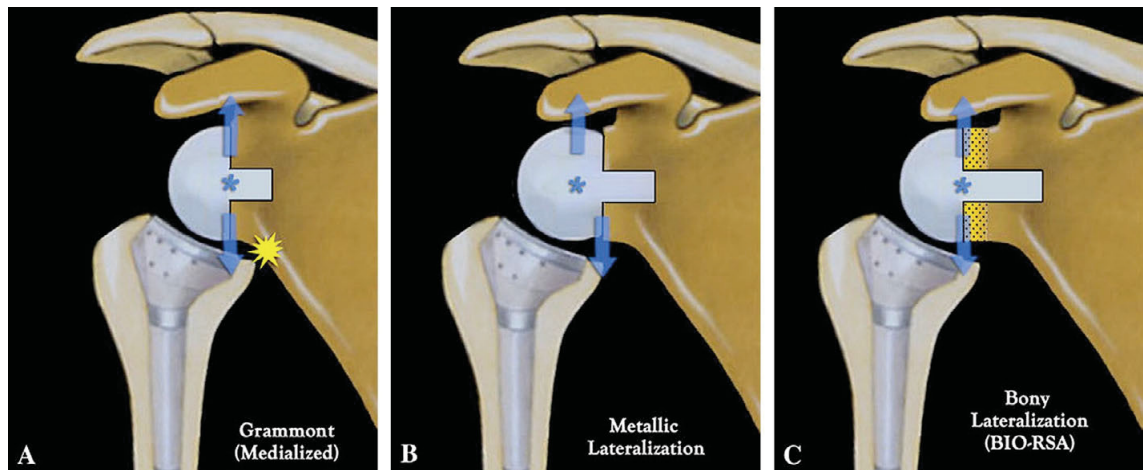 A
Grammont
(Medialized)
B
Metallic
Lateralization
C
Bony
Lateralization
(BIO-RSA)